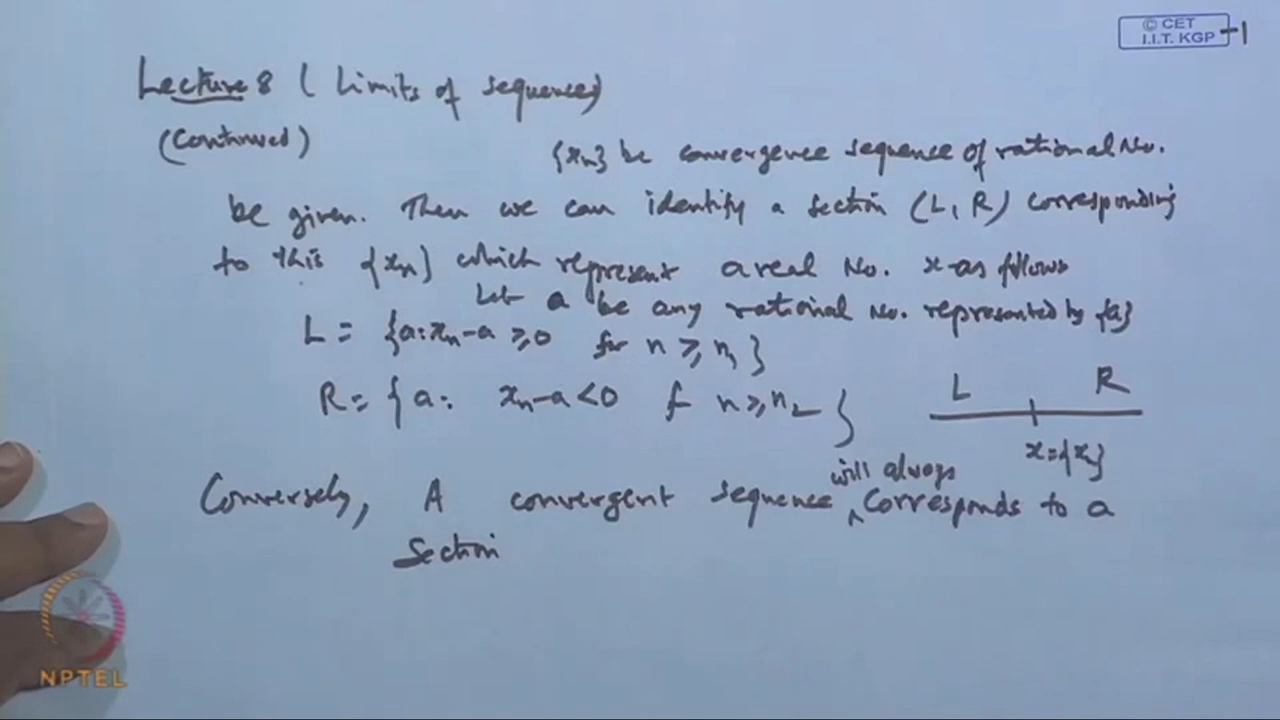 © CET
I.I.T. KGP -1
Lecture 8 ( Limits of sequences)
(Continued)
{xₙ} be convergence sequence of rational No.
be given. Then we can identify a section (L, R) corresponding
to this {xₙ} which represent a real No. x as follows
Let a be any rational No. represented by {a}
L = {a: xₙ-a ≥0 for n ≥ n₁}
R = {a: xₙ-a<0 f n≥n₂}
L R
x={xₙ}
will always
Conversely, A convergent sequence ^ Corresponds to a
Section
NPTEL